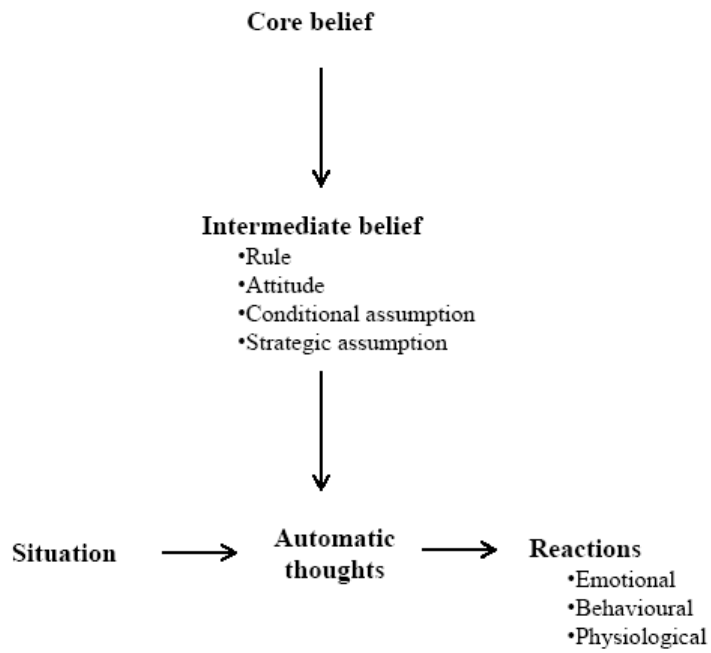 Core belief
Intermediate belief
•Rule
•Attitude
•Conditional assumption
•Strategic assumption
Situation
Automatic
thoughts
Reactions
•Emotional
•Behavioural
•Physiological